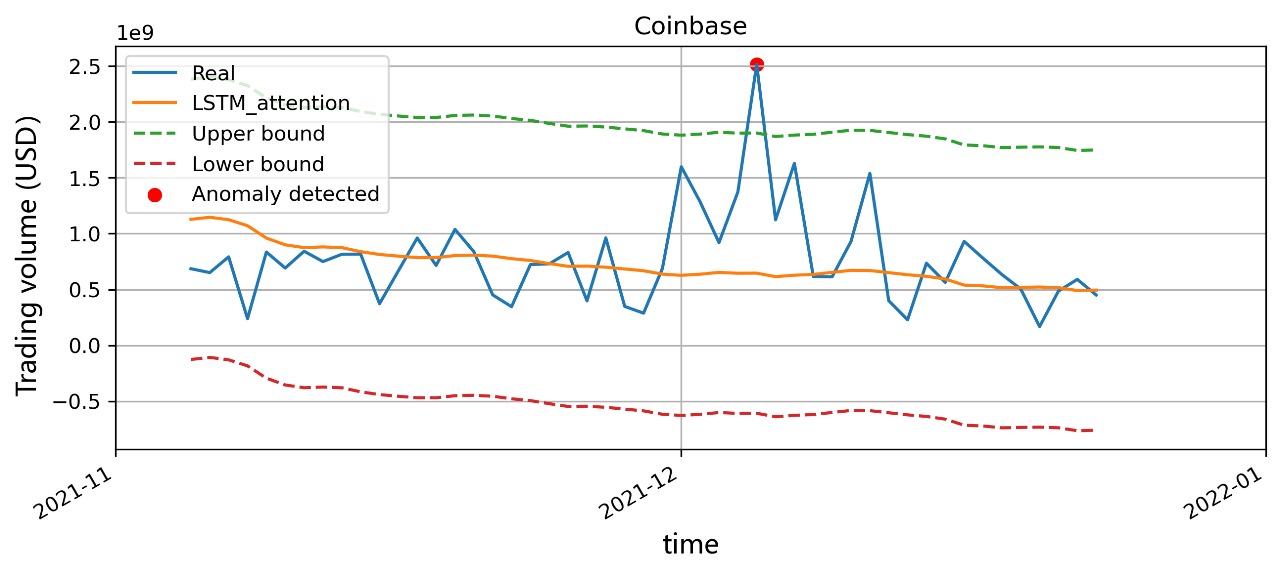 Coinbase
1e9
2.5
2.0
1.5
1.0
0.5
0.0
−0.5
Trading volume (USD)
Real
LSTM_attention
Upper bound
Lower bound
Anomaly detected
2021-11
2021-12
2022-01
time